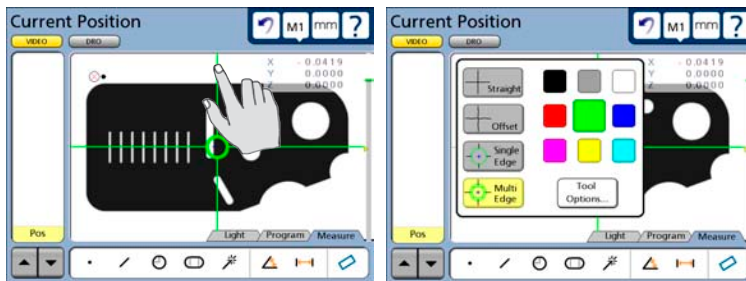 Current Position
M1 mm ?
VIDEO DRO
X - 0.0419
Y 0.0000
Z 0.0000
Pos
Light Program Measure
Current Position
M1 mm ?
VIDEO DRO
X - 0.0419
Y 0.0000
Z 0.0000
Straight
Offset
Single
Edge
Multi
Edge
Tool
Options...
Pos
Light Program Measure